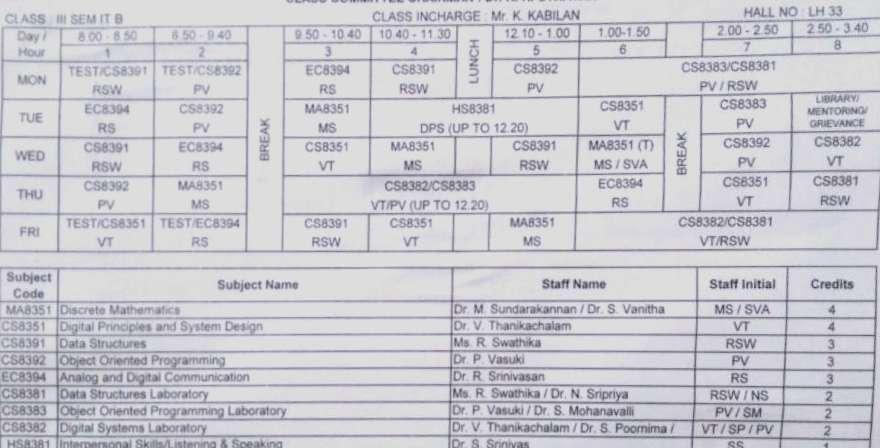 CLASS : III SEM IT B CLASS INCHARGE : Mr. K. KABILAN HALL NO : LH 33
Day / Hour 8.00 - 8.50 8.50 - 9.40 9.50 - 10.40 10.40 - 11.30 LUNCH 12.10 - 1.00 1.00-1.50 2.00 - 2.50 2.50 - 3.40
1 2 3 4 5 6 7 8
BREAK
BREAK
MON TEST/CS8391 TEST/CS8392 EC8394 CS8391 CS8392 CS8383/CS8381
RSW PV RS RSW PV PV / RSW
TUE EC8394 CS8392 MA8351 HS8381 CS8351 CS8383 LIBRARY/ MENTORING/ GRIEVANCE
RS PV MS DPS (UP TO 12.20) VT PV
WED CS8391 EC8394 CS8351 MA8351 CS8391 MA8351 (T) CS8392 CS8382
RSW RS VT MS RSW MS / SVA PV VT
THU CS8392 MA8351 CS8382/CS8383 EC8394 CS8351 CS8381
PV MS VT/PV (UP TO 12.20) RS VT RSW
FRI TEST/CS8351 TEST/EC8394 CS8391 CS8351 MA8351 CS8382/CS8381
VT RS RSW VT MS VT/RSW
Subject Code Subject Name Staff Name Staff Initial Credits
MA8351 Discrete Mathematics Dr. M. Sundarakannan / Dr. S. Vanitha MS / SVA 4
CS8351 Digital Principles and System Design Dr. V. Thanikachalam VT 4
CS8391 Data Structures Ms. R. Swathika RSW 3
CS8392 Object Oriented Programming Dr. P. Vasuki PV 3
EC8394 Analog and Digital Communication Dr. R. Srinivasan RS 3
CS8381 Data Structures Laboratory Ms. R. Swathika / Dr. N. Sripriya RSW / NS 2
CS8383 Object Oriented Programming Laboratory Dr. P. Vasuki / Dr. S. Mohanavalli PV / SM 2
CS8382 Digital Systems Laboratory Dr. V. Thanikachalam / Dr. S. Poornima / VT / SP / PV 2
HS8381 Interpersonal Skills/Listening & Speaking Dr. S. Srinivas SS 1